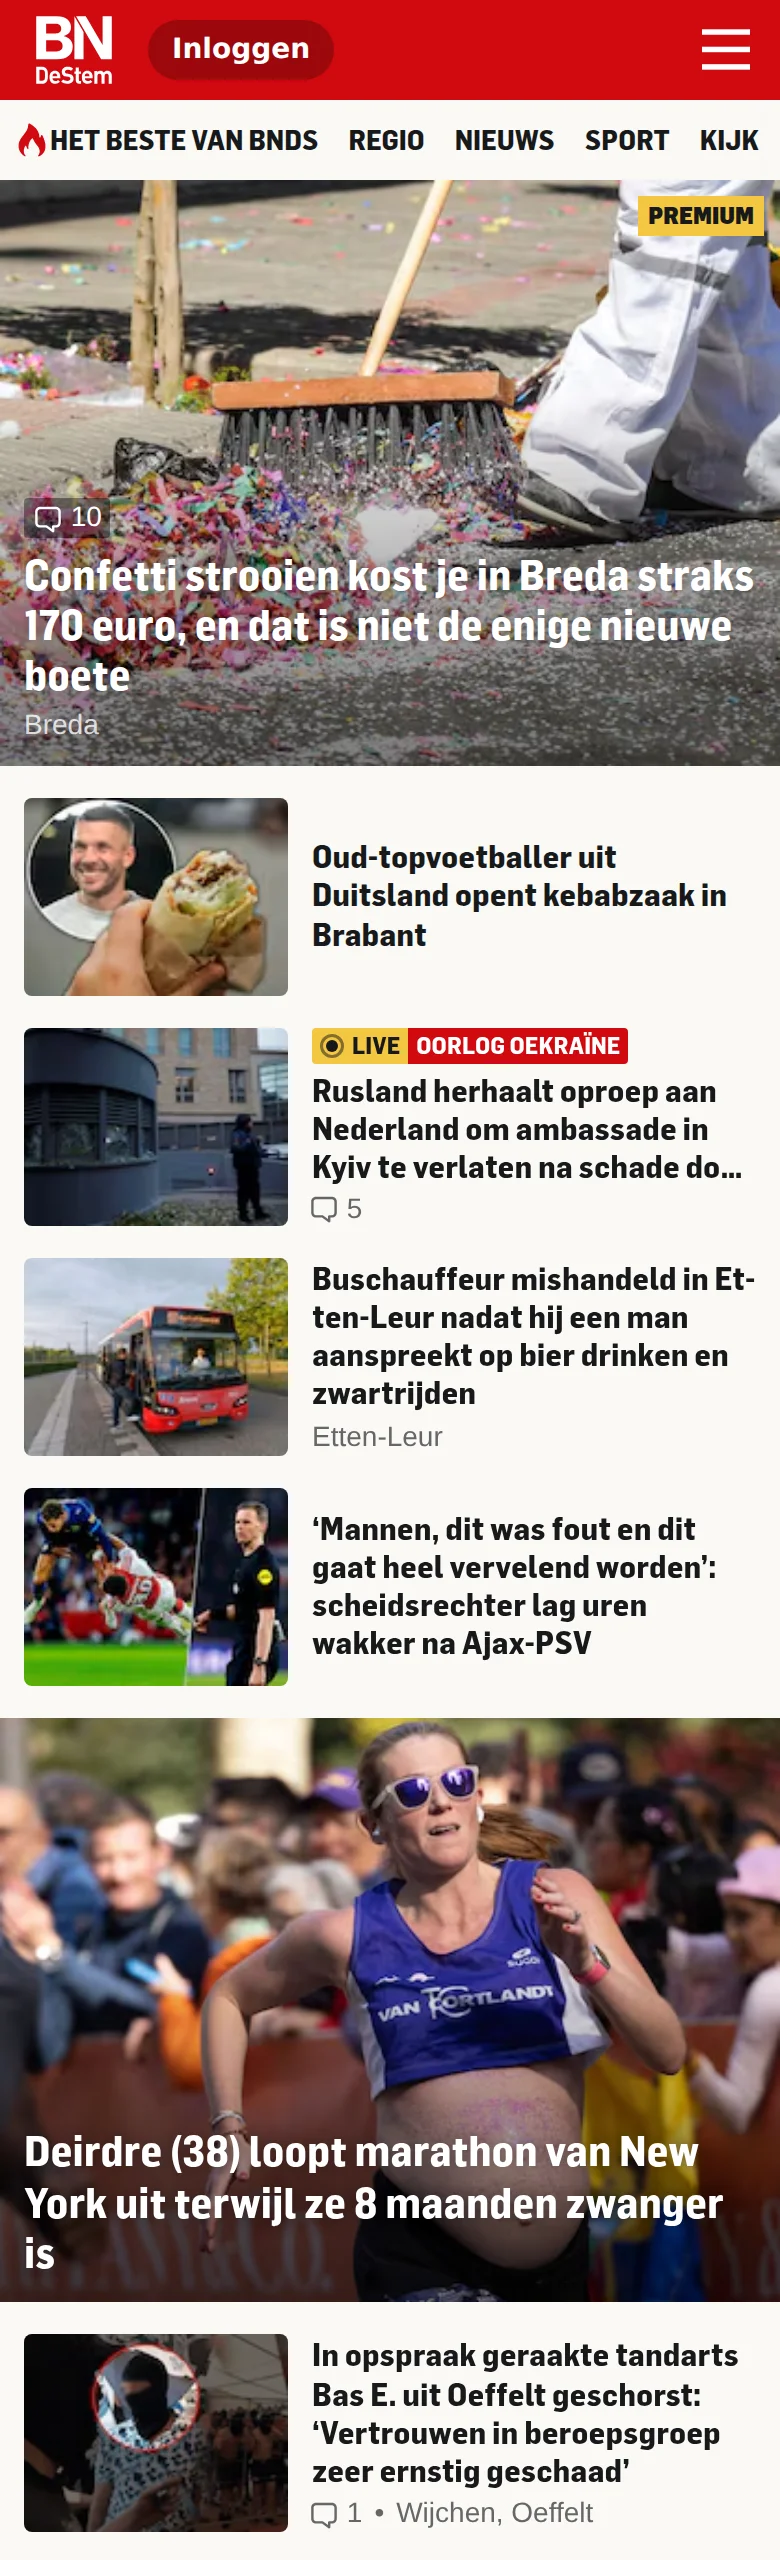 BN
DeStem
Inloggen
HET BESTE VAN BNDS REGIO NIEUWS SPORT KIJK
PREMIUM
10
Confetti strooien kost je in Breda straks
170 euro, en dat is niet de enige nieuwe
boete
Breda
Oud-topvoetballer uit
Duitsland opent kebabzaak in
Brabant
LIVE OORLOG OEKRAÏNE
Rusland herhaalt oproep aan
Nederland om ambassade in
Kyiv te verlaten na schade do...
5
Buschauffeur mishandeld in Et-
ten-Leur nadat hij een man
aanspreekt op bier drinken en
zwartrijden
Etten-Leur
‘Mannen, dit was fout en dit
gaat heel vervelend worden’:
scheidsrechter lag uren
wakker na Ajax-PSV
SUGOI
VAN CORTLANDT
Deirdre (38) loopt marathon van New
York uit terwijl ze 8 maanden zwanger
is
In opspraak geraakte tandarts
Bas E. uit Oeffelt geschorst:
‘Vertrouwen in beroepsgroep
zeer ernstig geschaad’
1 • Wijchen, Oeffelt